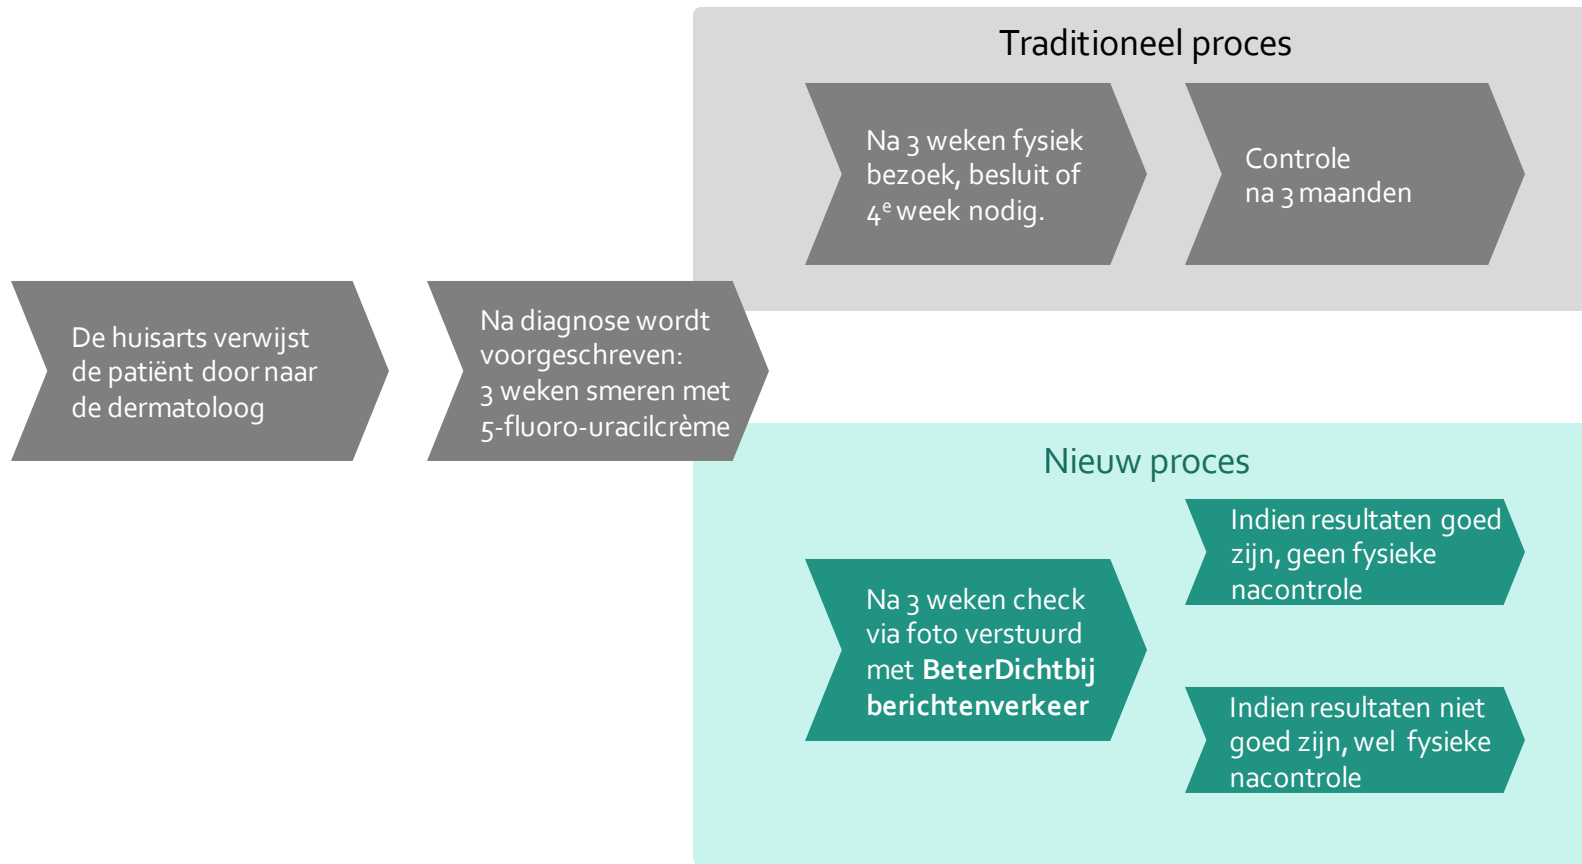 Traditioneel proces
Na 3 weken fysiek
bezoek, besluit of
4e week nodig.
Controle
na 3 maanden
De huisarts verwijst
de patiënt door naar
de dermatoloog
Na diagnose wordt
voorgeschreven:
3 weken smeren met
5-fluoro-uracilcrème
Nieuw proces
Na 3 weken check
via foto verstuurd
met BeterDichtbij
berichtenverkeer
Indien resultaten goed
zijn, geen fysieke
nacontrole
Indien resultaten niet
goed zijn, wel fysieke
nacontrole